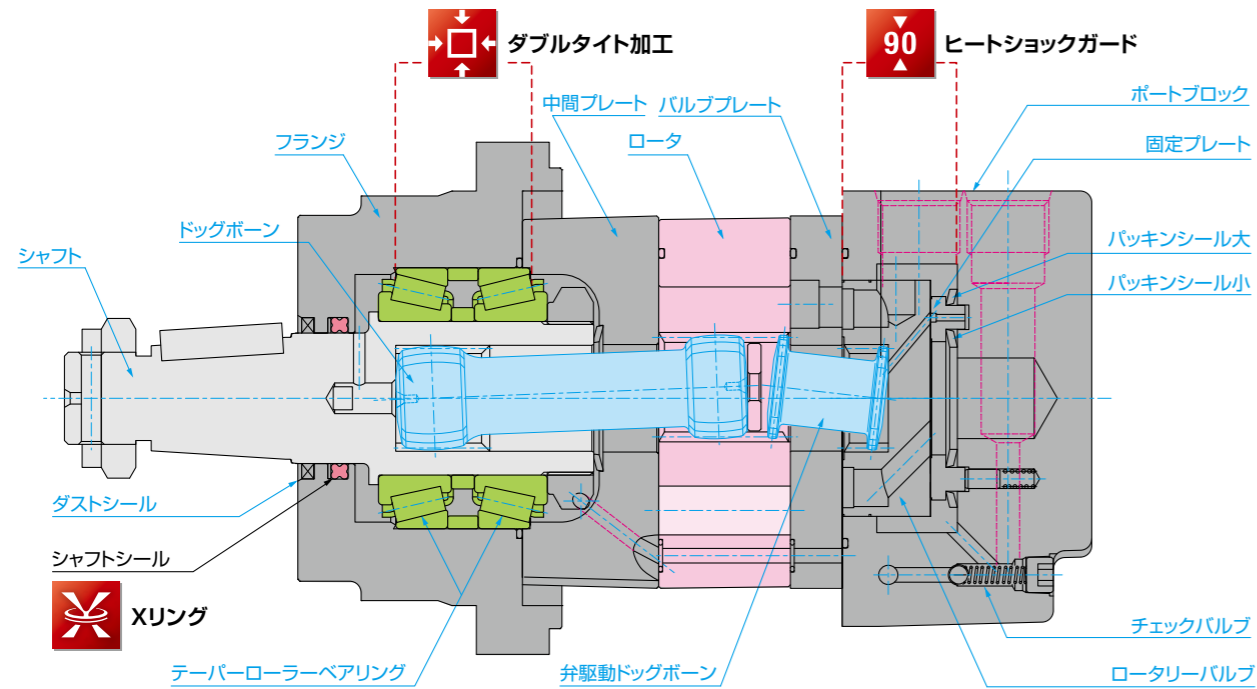 ダブルタイト加工
90
ヒートショックガード
中間プレート
バルブプレート
ポートブロック
フランジ
ロータ
固定プレート
ドッグボーン
パッキンシール大
シャフト
パッキンシール小
ダストシール
シャフトシール
Xリング
チェックバルブ
テーパーローラーベアリング
弁駆動ドッグボーン
ロータリーバルブ